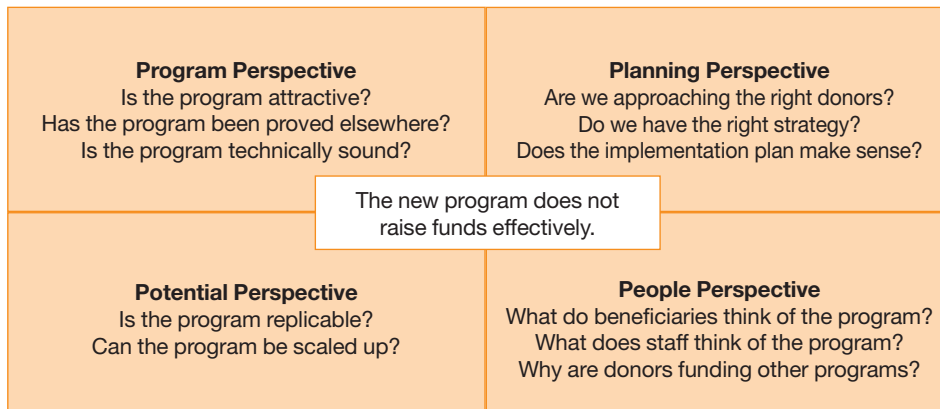 Program Perspective
Is the program attractive?
Has the program been proved elsewhere?
Is the program technically sound?
Planning Perspective
Are we approaching the right donors?
Do we have the right strategy?
Does the implementation plan make sense?
The new program does not
raise funds effectively.
Potential Perspective
Is the program replicable?
Can the program be scaled up?
People Perspective
What do beneficiaries think of the program?
What does staff think of the program?
Why are donors funding other programs?